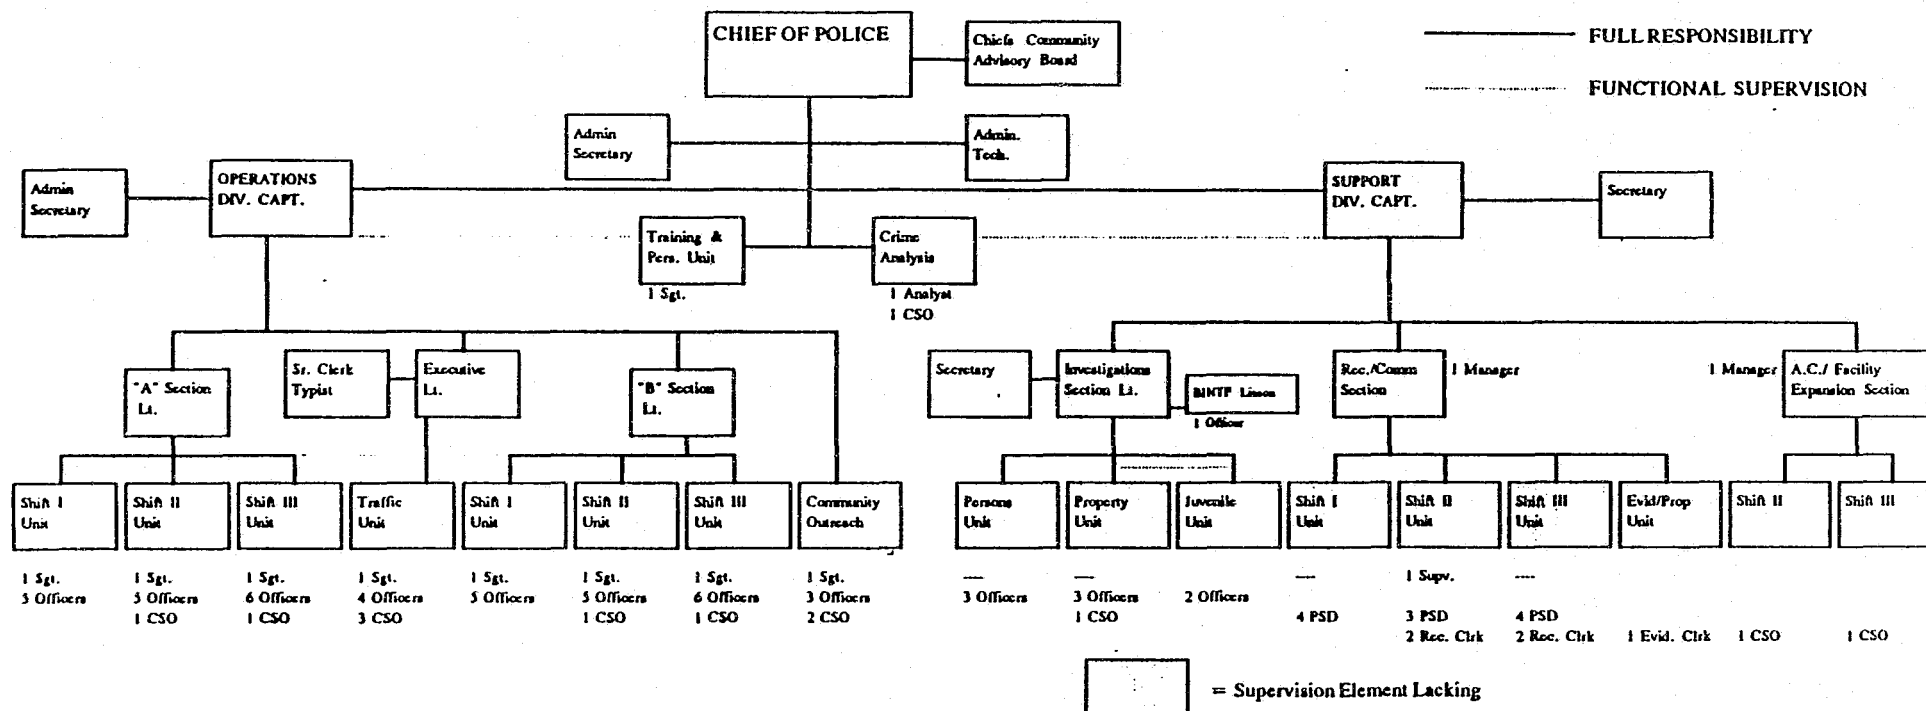 CHIEF OF POLICE
Chiefs Community
Advisory Board
FULL RESPONSIBILITY
FUNCTIONAL SUPERVISION
Admin
Secretary
Admin.
Tech.
Admin
Secretary
OPERATIONS
DIV. CAPT.
SUPPORT
DIV. CAPT.
Secretary
Training &
Pers. Unit
1 Sgt.
Crime
Analysis
1 Analyst
1 CSO
"A" Section
Lt.
Sr. Clerk
Typist
Executive
Lt.
"B" Section
Lt.
Secretary
Investigations
Section Lt.
1 Officer
Rec./Comm
Section
1 Manager
1 Manager
A.C./ Facility
Expansion Section
Shift I
Unit
Shift II
Unit
Shift III
Unit
Traffic
Unit
Shift I
Unit
Shift II
Unit
Shift III
Unit
Community
Outreach
Persons
Unit
Property
Unit
Juvenile
Unit
Shift I
Unit
Shift II
Unit
Shift III
Unit
Evid/Prop
Unit
Shift II
Shift III
1 Sgt. 1 Sgt. 1 Sgt. 1 Sgt. 1 Sgt. 1 Sgt. 1 Sgt. 1 Sgt. ---- ---- ---- 1 Supv. ----
5 Officers 5 Officers 6 Officers 4 Officers 5 Officers 5 Officers 6 Officers 3 Officers 3 Officers 3 Officers 2 Officers
1 CSO 1 CSO 3 CSO 1 CSO 1 CSO 2 CSO 1 CSO 4 PSD 3 PSD 4 PSD
2 Rec. Clrk 2 Rec. Clrk 1 Evid. Clrk 1 CSO 1 CSO
= Supervision Element Lacking